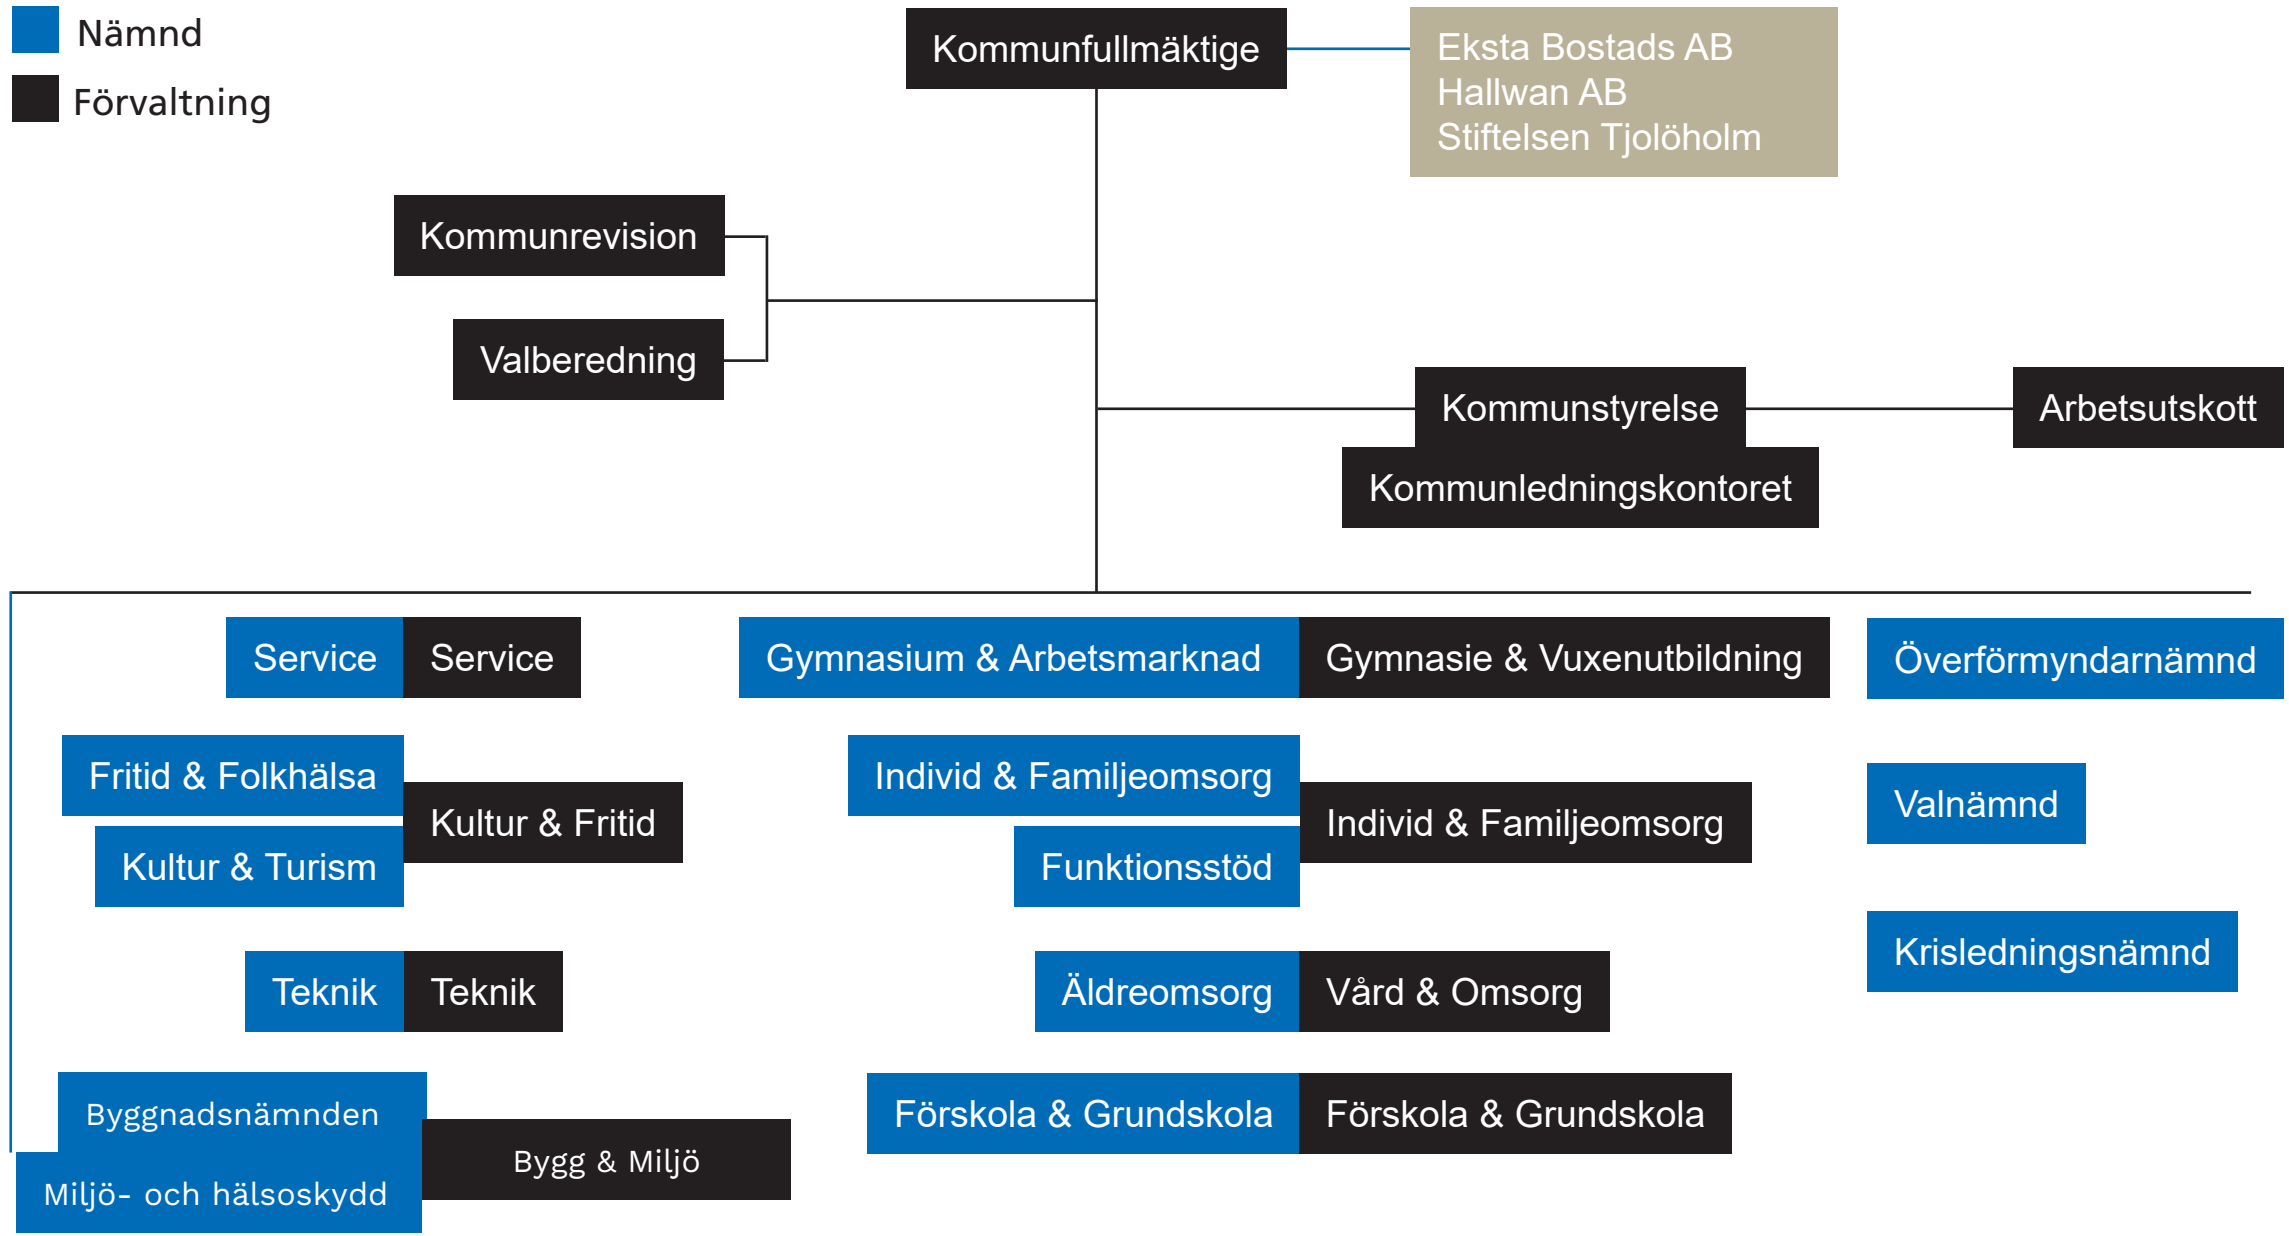 Nämnd
Förvaltning
Kommunfullmäktige
Eksta Bostads AB
Hallwan AB
Stiftelsen Tjolöholm
Kommunrevision
Valberedning
Kommunstyrelse
Arbetsutskott
Kommunledningskontoret
Service
Service
Gymnasium & Arbetsmarknad
Gymnasie & Vuxenutbildning
Överförmyndarnämnd
Fritid & Folkhälsa
Kultur & Turism
Kultur & Fritid
Individ & Familjeomsorg
Funktionsstöd
Individ & Familjeomsorg
Valnämnd
Krisledningsnämnd
Teknik
Teknik
Äldreomsorg
Vård & Omsorg
Byggnadsnämnden
Miljö- och hälsoskydd
Bygg & Miljö
Förskola & Grundskola
Förskola & Grundskola